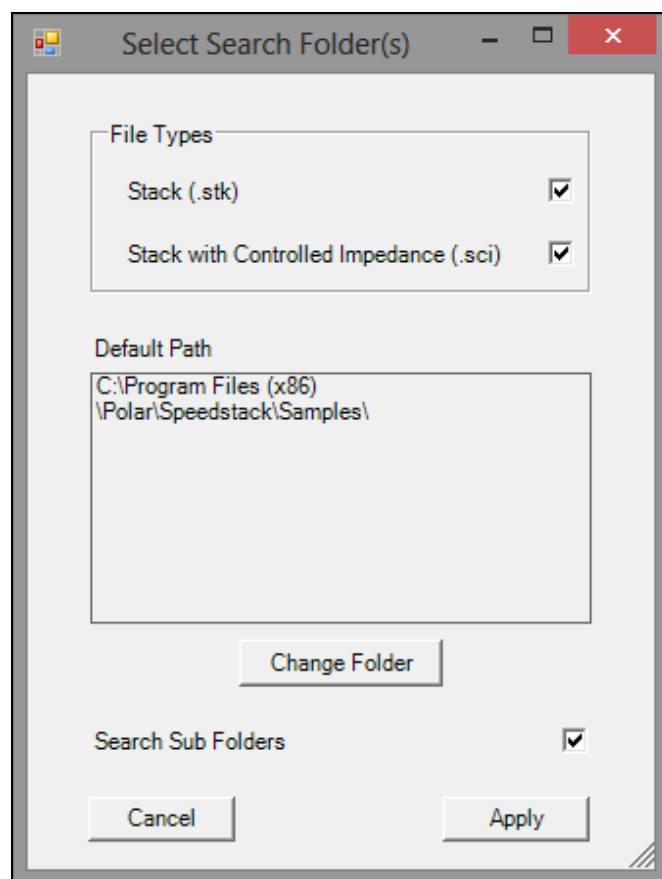 Select Search Folder(s)
File Types
Stack (.stk)
Stack with Controlled Impedance (.sci)
Default Path
C:\Program Files (x86)
\Polar\Speedstack\Samples\
Change Folder
Search Sub Folders
Cancel
Apply